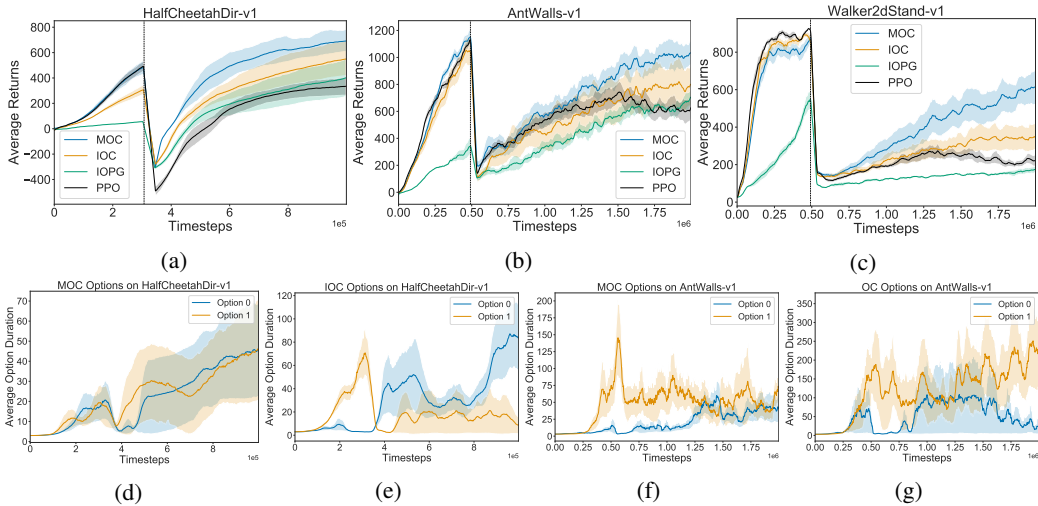 HalfCheetahDir-v1
Average Returns
800
600
400
200
0
−200
−400
MOC
IOC
IOPG
PPO
0 2 4 6 8
Timesteps
1e5
(a)
AntWalls-v1
Average Returns
1200
1000
800
600
400
200
0
MOC
IOC
IOPG
PPO
0.00 0.25 0.50 0.75 1.00 1.25 1.50 1.75
Timesteps
1e6
(b)
Walker2dStand-v1
Average Returns
800
600
400
200
0
MOC
IOC
IOPG
PPO
0.00 0.25 0.50 0.75 1.00 1.25 1.50 1.75
Timesteps
1e6
(c)
MOC Options on HalfCheetahDir-v1
Average Option Duration
70
60
50
40
30
20
10
0
Option 0
Option 1
0 2 4 6 8
Timesteps
1e5
(d)
IOC Options on HalfCheetahDir-v1
Average Option Duration
120
100
80
60
40
20
0
Option 0
Option 1
0 2 4 6 8
Timesteps
1e5
(e)
MOC Options on AntWalls-v1
Average Option Duration
200
175
150
125
100
75
50
25
0
Option 0
Option 1
0.00 0.25 0.50 0.75 1.00 1.25 1.50 1.75
Timesteps
1e6
(f)
OC Options on AntWalls-v1
Average Option Duration
350
300
250
200
150
100
50
0
Option 0
Option 1
0.00 0.25 0.50 0.75 1.00 1.25 1.50 1.75
Timesteps
1e6
(g)